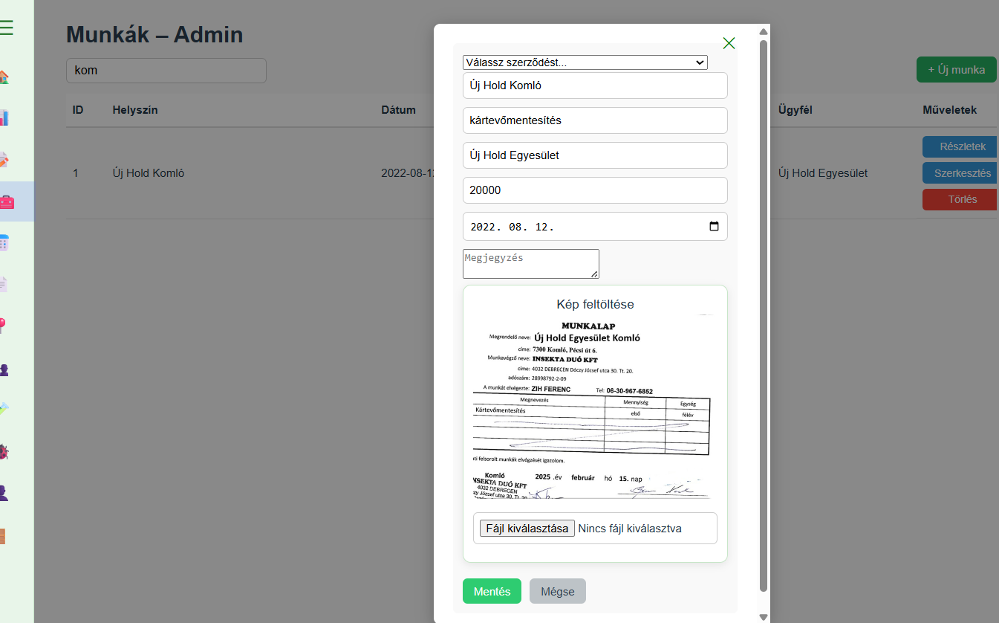 Munkák – Admin
kom
+ Új munka
ID Helyszín Dátum Ügyfél Műveletek
1 Új Hold Komló 2022-08-1 Új Hold Egyesület
Részletek
Szerkesztés
Törlés
Válassz szerződést...
Új Hold Komló
kártevőmentesítés
Új Hold Egyesület
20000
2022. 08. 12.
Megjegyzés
Kép feltöltése
MUNKALAP
Megrendelő neve: Új Hold Egyesület Komló
címe: 7300 Komló, Pécsi út 6.
Munkavégző neve: INSEKTA DUÓ KFT
címe: 4032 DEBRECEN Dóczy József utca 30. Tt. 20.
adószám: 28998792-2-09
A munkát elvégezte: ZIH FERENC Tel: 06-30-967-6852
Megnevezés Mennyiség Egység
Kártevőmentesítés első félév
ti felsorolt munkák elvégzését igazolom.
Komló 2025 .év február hó 15. nap
NSEKTA DUÓ KFT
4032 DEBRECEN
zy József utca 30. Tt. 20.
Fájl kiválasztása Nincs fájl kiválasztva
Mentés Mégse